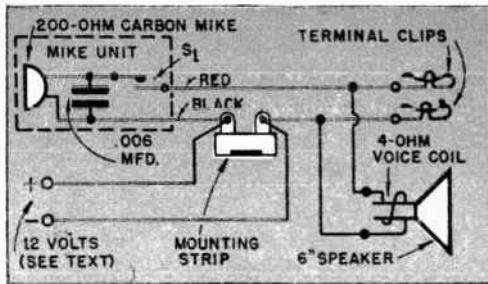 200-OHM CARBON MIKE
MIKE UNIT
S1
RED
BLACK
.006
MFD.
TERMINAL CLIPS
4-OHM
VOICE COIL
+
−
12 VOLTS
(SEE TEXT)
MOUNTING
STRIP
6" SPEAKER